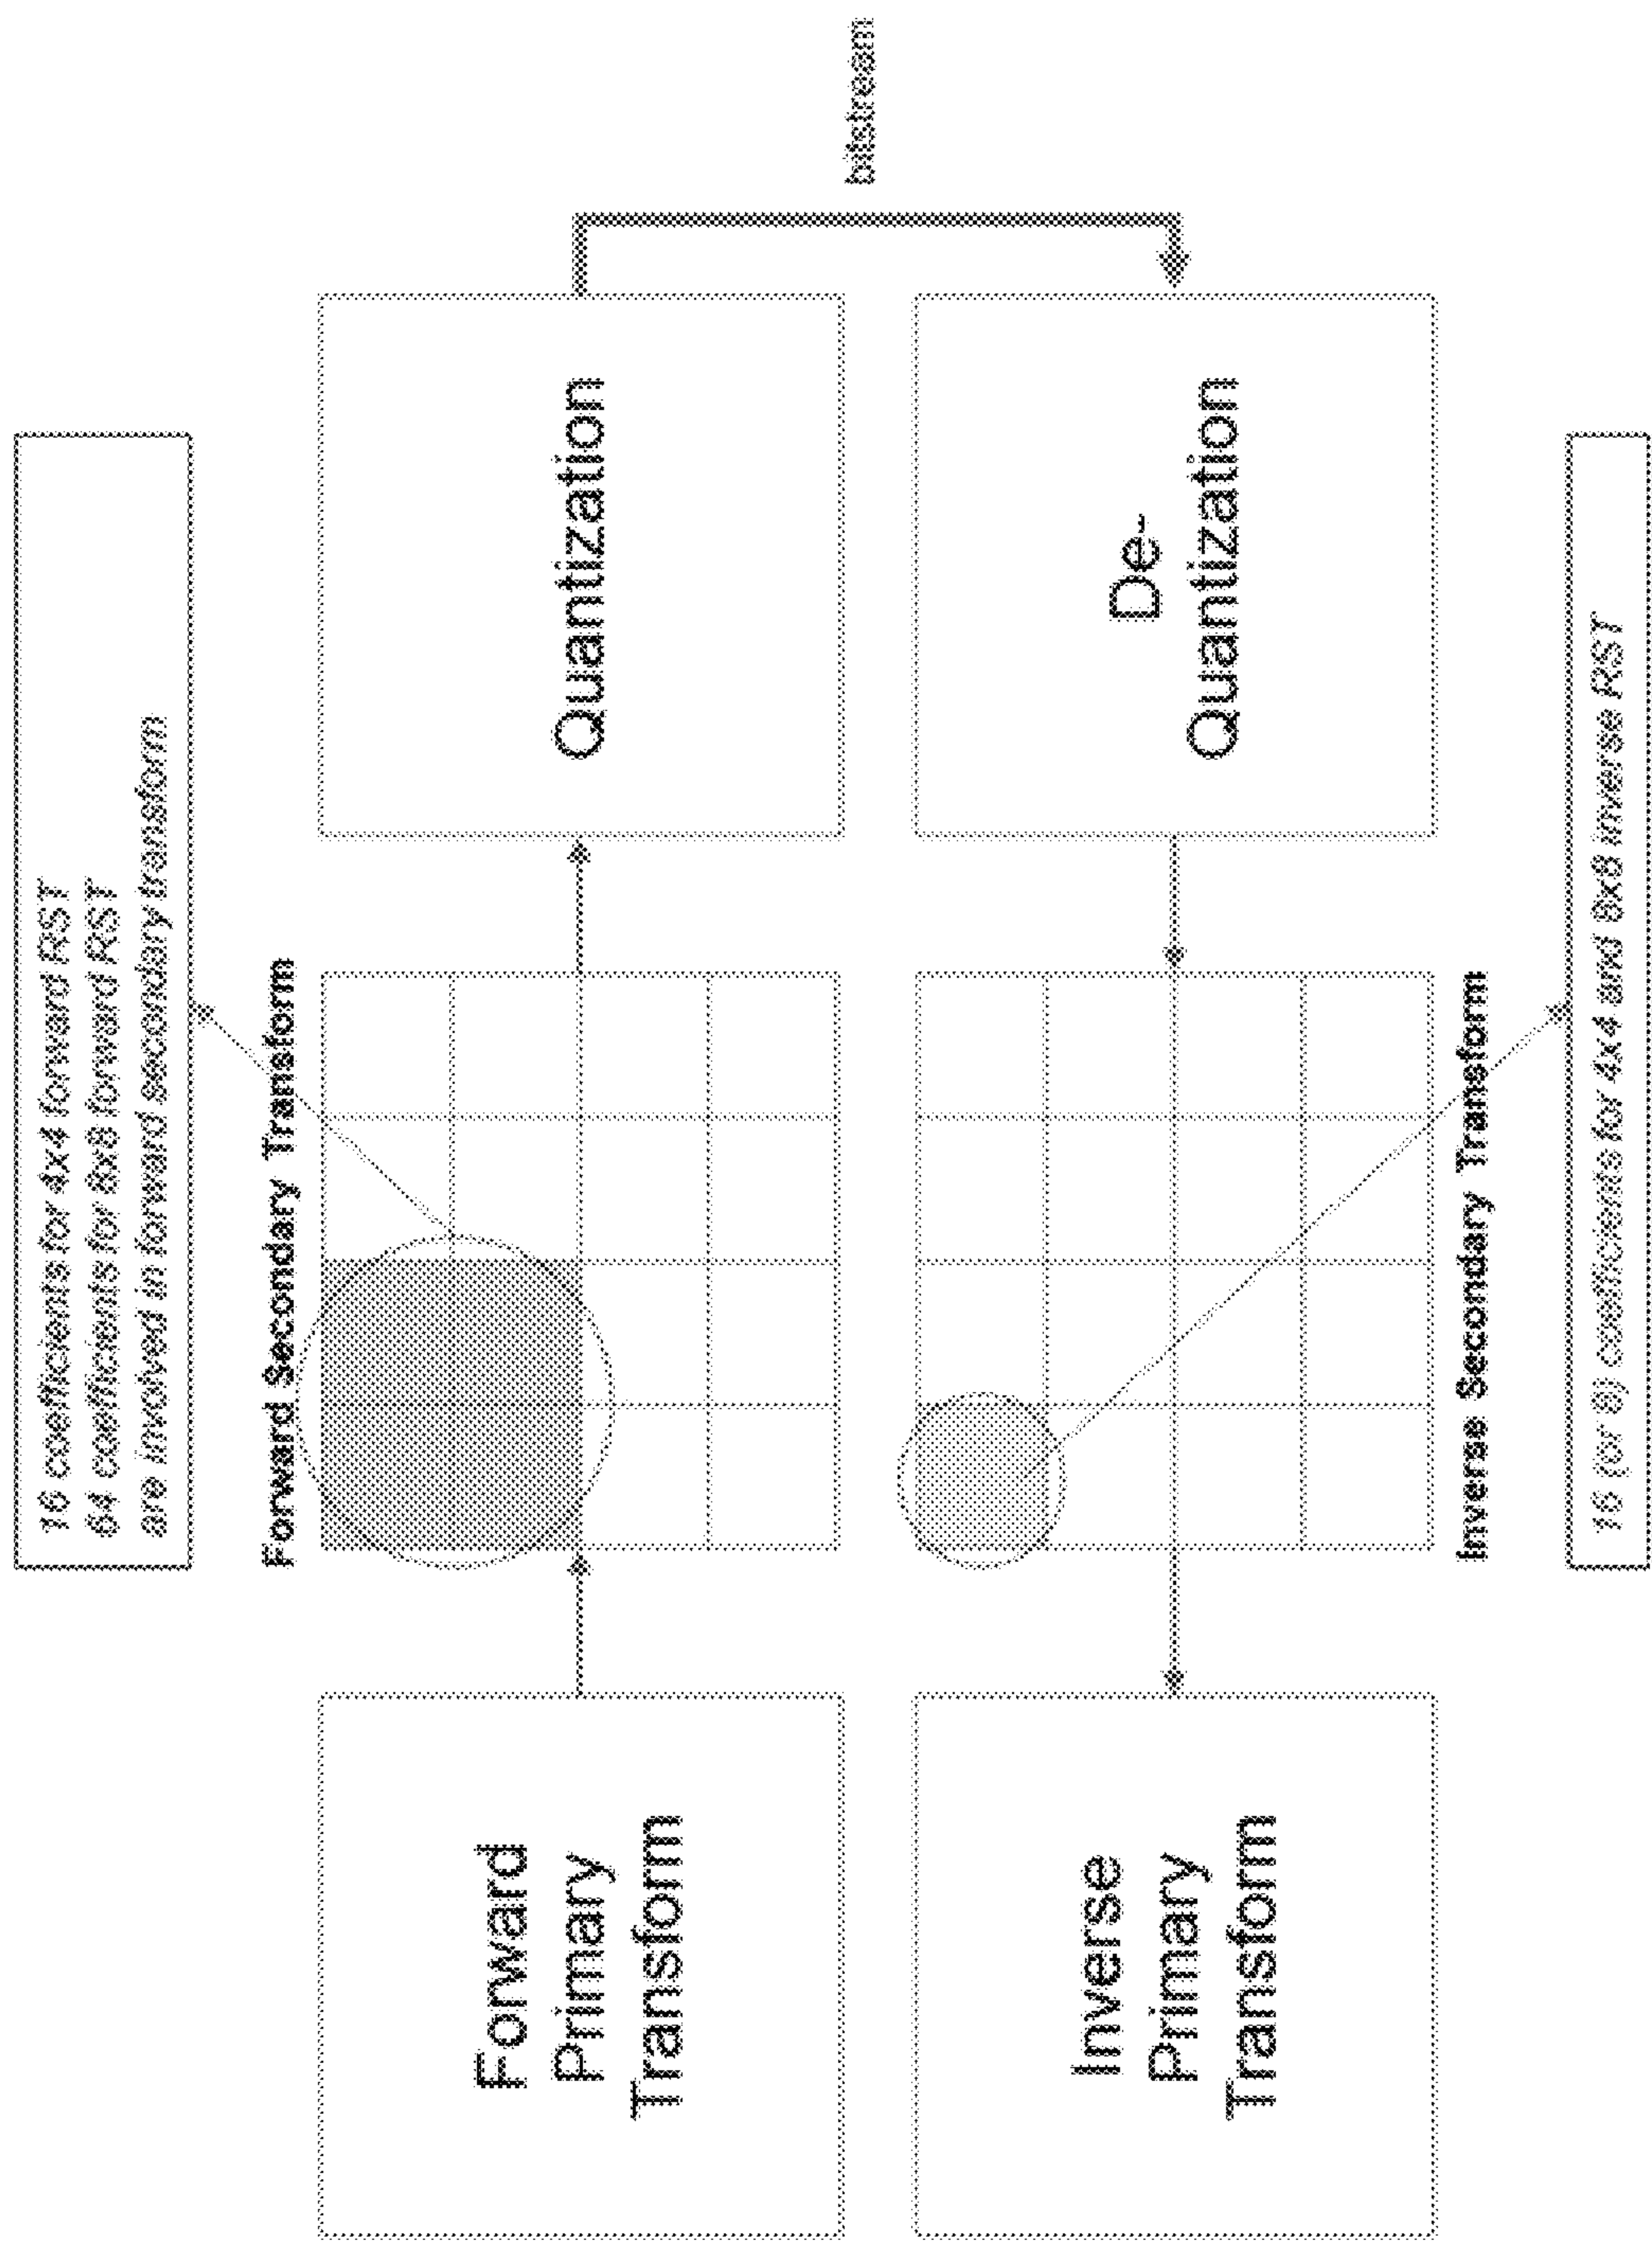 16 coefficients for 4x4 forward RST
64 coefficients for 8x8 forward RST
are involved in forward secondary transform
Forward Secondary Transform
Forward
Primary
Transform
Quantization
bitstream
Inverse
Primary
Transform
De-
Quantization
Inverse Secondary Transform
16 (or 8) coefficients for 4x4 and 8x8 inverse RST